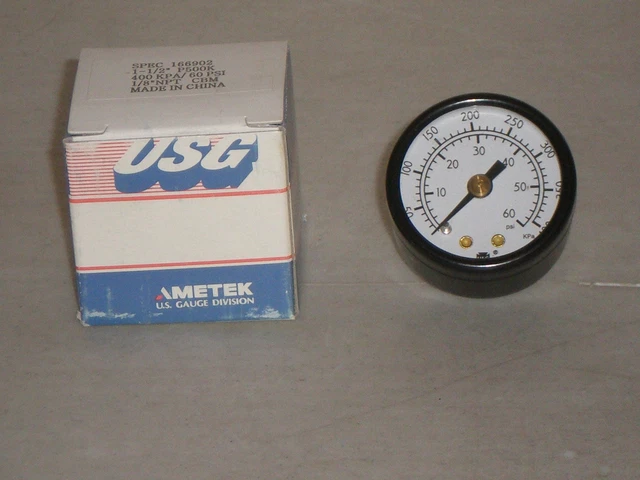 SPEC 166902
1-1/2" P500K
400 KPA/60 PSI
1/8"NPT CBM
MADE IN CHINA
USG
AMETEK
U.S. GAUGE DIVISION
50
100
150
200
250
300
10
20
30
40
50
60
psi
KPa